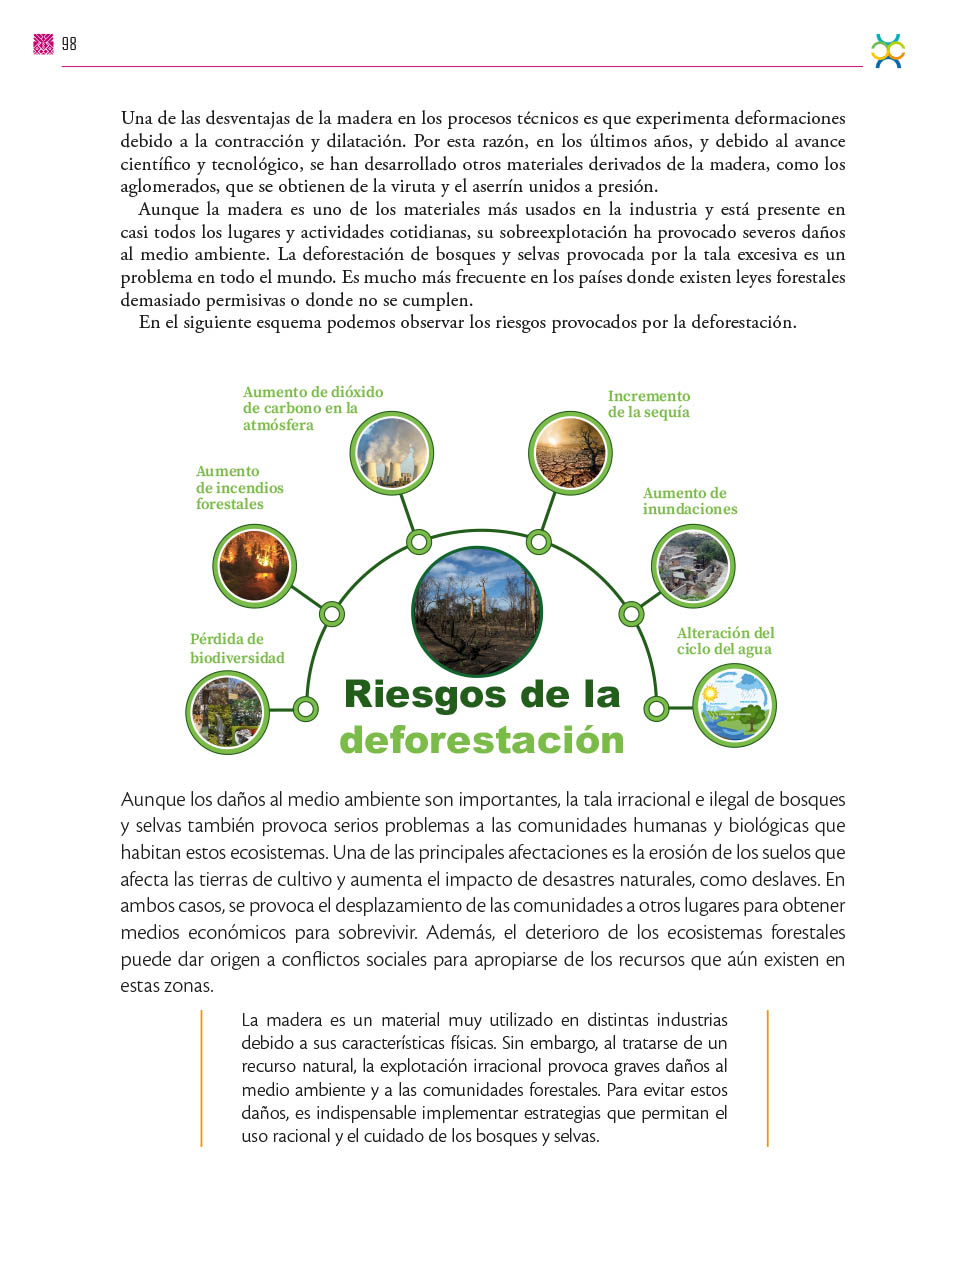 98
Una de las desventajas de la madera en los procesos técnicos es que experimenta deformaciones
debido a la contracción y dilatación. Por esta razón, en los últimos años, y debido al avance
científico y tecnológico, se han desarrollado otros materiales derivados de la madera, como los
aglomerados, que se obtienen de la viruta y el aserrín unidos a presión.
Aunque la madera es uno de los materiales más usados en la industria y está presente en
casi todos los lugares y actividades cotidianas, su sobreexplotación ha provocado severos daños
al medio ambiente. La deforestación de bosques y selvas provocada por la tala excesiva es un
problema en todo el mundo. Es mucho más frecuente en los países donde existen leyes forestales
demasiado permisivas o donde no se cumplen.
En el siguiente esquema podemos observar los riesgos provocados por la deforestación.
Aumento de dióxido
de carbono en la
atmósfera
Incremento
de la sequía
Aumento
de incendios
forestales
Aumento de
inundaciones
Pérdida de
biodiversidad
Alteración del
ciclo del agua
Riesgos de la
deforestación
Aunque los daños al medio ambiente son importantes, la tala irracional e ilegal de bosques
y selvas también provoca serios problemas a las comunidades humanas y biológicas que
habitan estos ecosistemas. Una de las principales afectaciones es la erosión de los suelos que
afecta las tierras de cultivo y aumenta el impacto de desastres naturales, como deslaves. En
ambos casos, se provoca el desplazamiento de las comunidades a otros lugares para obtener
medios económicos para sobrevivir. Además, el deterioro de los ecosistemas forestales
puede dar origen a conflictos sociales para apropiarse de los recursos que aún existen en
estas zonas.
La madera es un material muy utilizado en distintas industrias
debido a sus características físicas. Sin embargo, al tratarse de un
recurso natural, la explotación irracional provoca graves daños al
medio ambiente y a las comunidades forestales. Para evitar estos
daños, es indispensable implementar estrategias que permitan el
uso racional y el cuidado de los bosques y selvas.